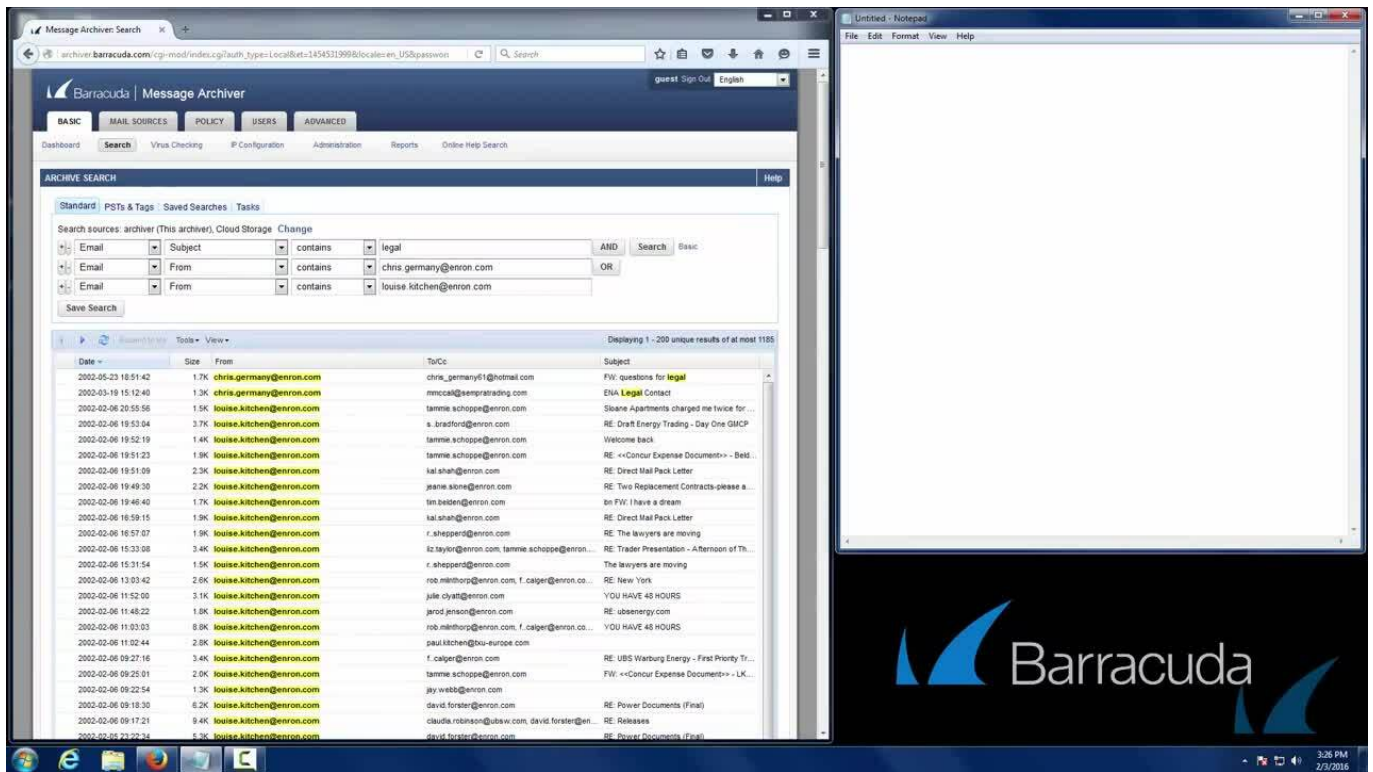 Message Archiver: Search
archiver.barracuda.com/cgi-mod/index.cgi?auth_type=Local&et=1454531999&locale=en_US&passwor
Search
guest Sign Out English
Barracuda | Message Archiver
BASIC MAIL SOURCES POLICY USERS ADVANCED
Dashboard Search Virus Checking IP Configuration Administration Reports Online Help Search
ARCHIVE SEARCH Help
Standard PSTs & Tags Saved Searches Tasks
Search sources: archiver (This archiver), Cloud Storage Change
Email Subject contains legal AND Search Basic
Email From contains chris.germany@enron.com OR
Email From contains louise.kitchen@enron.com
Save Search
Tools View Displaying 1 - 200 unique results of at most 1185
Date Size From To/Cc Subject
2002-05-23 18:51:42 1.7K chris.germany@enron.com chris_germany61@hotmail.com FW: questions for legal
2002-03-19 15:12:40 1.3K chris.germany@enron.com mmccall@sempratrading.com ENA Legal Contact
2002-02-06 20:55:56 1.5K louise.kitchen@enron.com tammie.schoppe@enron.com Sloane Apartments charged me twice for ...
2002-02-06 19:53:04 3.7K louise.kitchen@enron.com s..bradford@enron.com RE: Draft Energy Trading - Day One GMCP
2002-02-06 19:52:19 1.4K louise.kitchen@enron.com tammie.schoppe@enron.com Welcome back
2002-02-06 19:51:23 1.9K louise.kitchen@enron.com tammie.schoppe@enron.com RE: <<Concur Expense Document>> - Beld...
2002-02-06 19:51:09 2.3K louise.kitchen@enron.com kal.shah@enron.com RE: Direct Mail Pack Letter
2002-02-06 19:49:30 2.2K louise.kitchen@enron.com jeanie.slone@enron.com RE: Two Replacement Contracts-please a...
2002-02-06 19:46:40 1.7K louise.kitchen@enron.com tim.belden@enron.com bn FW: I have a dream
2002-02-06 16:59:15 1.9K louise.kitchen@enron.com kal.shah@enron.com RE: Direct Mail Pack Letter
2002-02-06 16:57:07 1.9K louise.kitchen@enron.com r..shepperd@enron.com RE: The lawyers are moving
2002-02-06 15:33:08 3.4K louise.kitchen@enron.com liz.taylor@enron.com, tammie.schoppe@enron.... RE: Trader Presentation - Afternoon of Th...
2002-02-06 15:31:54 1.5K louise.kitchen@enron.com r..shepperd@enron.com The lawyers are moving
2002-02-06 13:03:42 2.6K louise.kitchen@enron.com rob.milnthorp@enron.com, f..calger@enron.co... RE: New York
2002-02-06 11:52:00 3.1K louise.kitchen@enron.com julie.clyatt@enron.com YOU HAVE 48 HOURS
2002-02-06 11:48:22 1.8K louise.kitchen@enron.com jarod.jenson@enron.com RE: ubsenergy.com
2002-02-06 11:03:03 8.8K louise.kitchen@enron.com rob.milnthorp@enron.com, f..calger@enron.co... YOU HAVE 48 HOURS
2002-02-06 11:02:44 2.8K louise.kitchen@enron.com paul.kitchen@txu-europe.com
2002-02-06 09:27:16 3.4K louise.kitchen@enron.com f..calger@enron.com RE: UBS Warburg Energy - First Priority Tr...
2002-02-06 09:25:01 2.0K louise.kitchen@enron.com tammie.schoppe@enron.com FW: <<Concur Expense Document>> - LK...
2002-02-06 09:22:54 1.3K louise.kitchen@enron.com jay.webb@enron.com
2002-02-06 09:18:30 6.2K louise.kitchen@enron.com david.forster@enron.com RE: Power Documents (Final)
2002-02-06 09:17:21 9.4K louise.kitchen@enron.com claudia.robinson@ubsw.com, david.forster@en... RE: Releases
2002-02-05 23:22:34 5.3K louise.kitchen@enron.com david.forster@enron.com RE: Power Documents (Final)
Untitled - Notepad
File Edit Format View Help
Barracuda
3:26 PM
2/3/2016